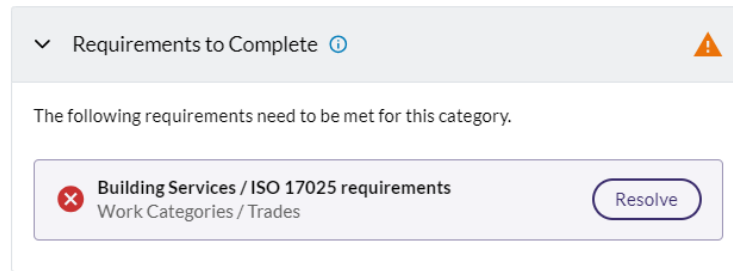 Requirements to Complete
The following requirements need to be met for this category.
Building Services / ISO 17025 requirements
Work Categories / Trades
Resolve